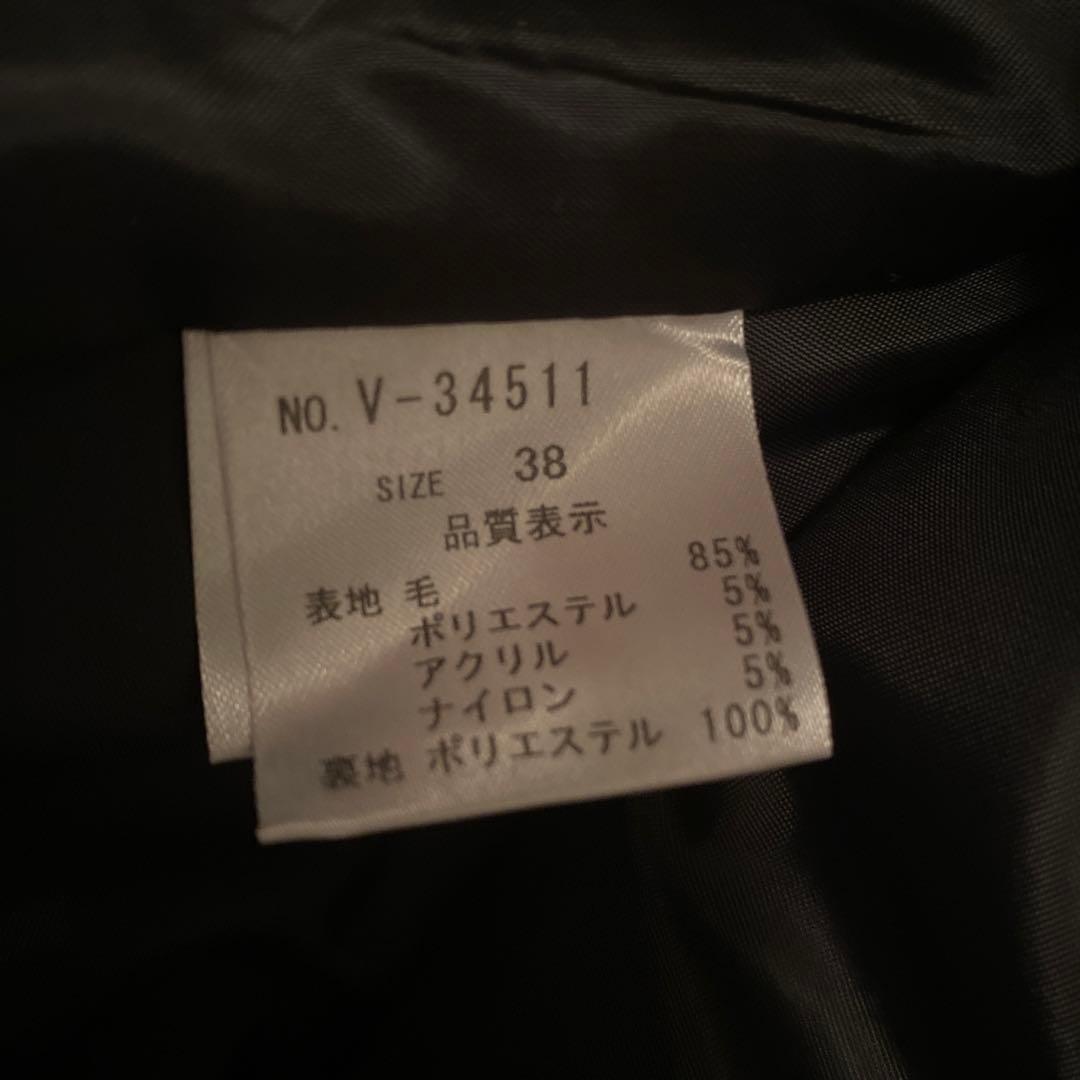 NO. V-34511
SIZE 38
品質表示
表地 毛 85%
ポリエステル 5%
アクリル 5%
ナイロン 5%
裏地 ポリエステル 100%